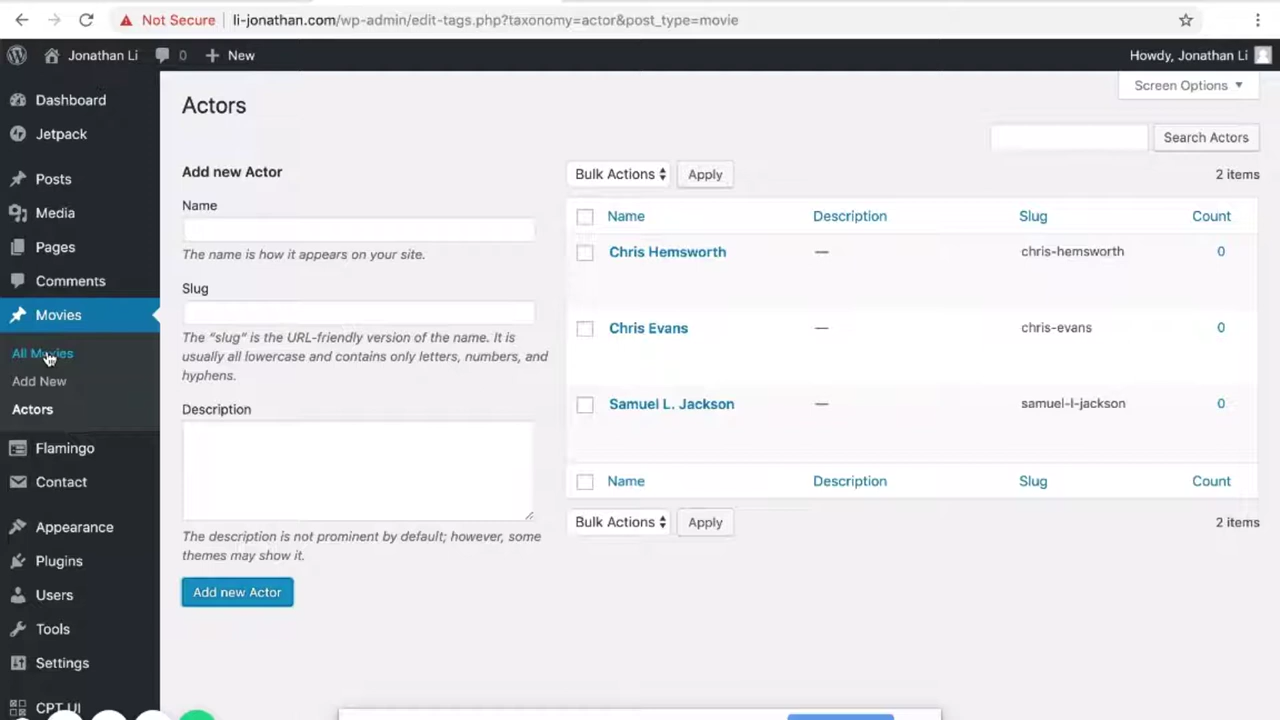 Not Secure
li-jonathan.com/wp-admin/edit-tags.php?taxonomy=actor&post_type=movie
Jonathan Li
0
New
Howdy, Jonathan Li
Dashboard
Jetpack
Posts
Media
Pages
Comments
Movies
All Movies
Add New
Actors
Flamingo
Contact
Appearance
Plugins
Users
Tools
Settings
CPT UI
Screen Options
Actors
Search Actors
Add new Actor
Name
The name is how it appears on your site.
Slug
The “slug” is the URL-friendly version of the name. It is
usually all lowercase and contains only letters, numbers, and
hyphens.
Description
The description is not prominent by default; however, some
themes may show it.
Add new Actor
Bulk Actions
Apply
2 items
Name Description Slug Count
Chris Hemsworth — chris-hemsworth 0
Chris Evans — chris-evans 0
Samuel L. Jackson — samuel-l-jackson 0
Name Description Slug Count
Bulk Actions
Apply
2 items